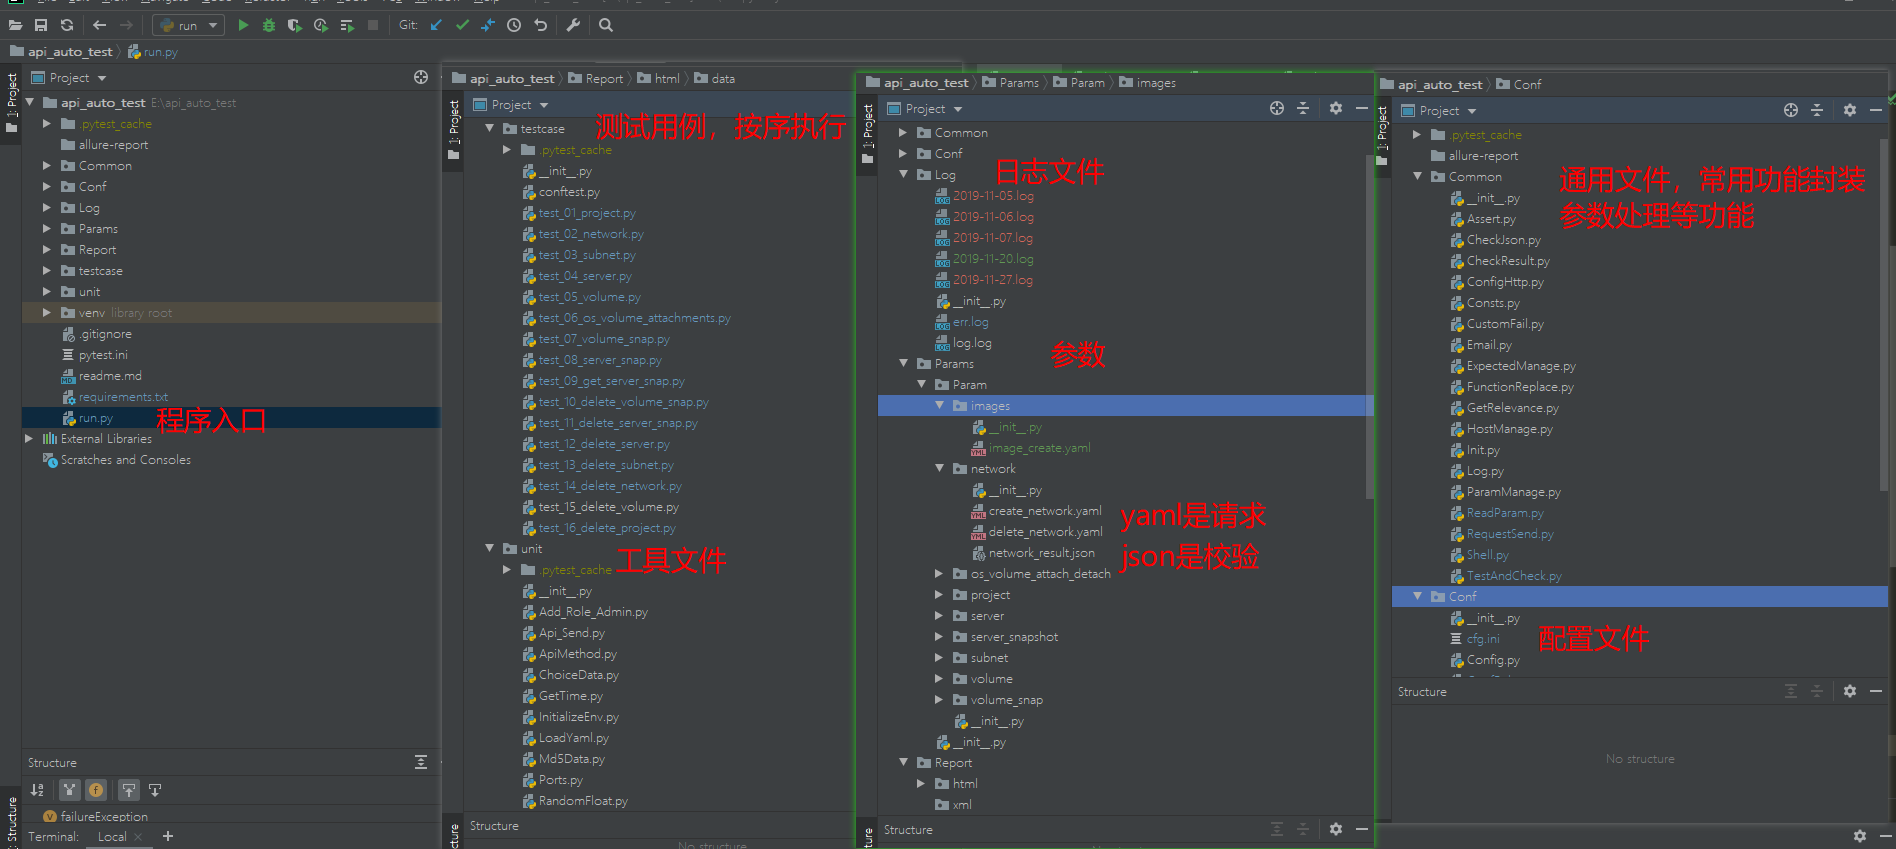 run
Git:
api_auto_test
run.py
1: Project
Project
api_auto_test E:\api_auto_test
.pytest_cache
allure-report
Common
Conf
Log
Params
Report
testcase
unit
venv library root
.gitignore
pytest.ini
readme.md
requirements.txt
run.py 程序入口
External Libraries
Scratches and Consoles
Structure
failureException
Terminal: Local
Structure
api_auto_test Report html data
1: Project
Project
testcase 测试用例，按序执行
.pytest_cache
__init__.py
conftest.py
test_01_project.py
test_02_network.py
test_03_subnet.py
test_04_server.py
test_05_volume.py
test_06_os_volume_attachments.py
test_07_volume_snap.py
test_08_server_snap.py
test_09_get_server_snap.py
test_10_delete_volume_snap.py
test_11_delete_server_snap.py
test_12_delete_server.py
test_13_delete_subnet.py
test_14_delete_network.py
test_15_delete_volume.py
test_16_delete_project.py
unit
.pytest_cache 工具文件
__init__.py
Add_Role_Admin.py
Api_Send.py
ApiMethod.py
ChoiceData.py
GetTime.py
InitializeEnv.py
LoadYaml.py
Md5Data.py
Ports.py
RandomFloat.py
Structure
No structure
api_auto_test Params Param images
1: Project
Project
Common
Conf
Log 日志文件
2019-11-05.log
2019-11-06.log
2019-11-07.log
2019-11-20.log
2019-11-27.log
__init__.py
err.log
log.log
参数
Params
Param
images
__init__.py
image_create.yaml
network
__init__.py
create_network.yaml yaml是请求
delete_network.yaml
network_result.json json是校验
os_volume_attach_detach
project
server
server_snapshot
subnet
volume
volume_snap
__init__.py
__init__.py
Report
html
xml
Structure
api_auto_test Conf
1: Project
Project
.pytest_cache
allure-report
Common 通用文件，常用功能封装
参数处理等功能
__init__.py
Assert.py
CheckJson.py
CheckResult.py
ConfigHttp.py
Consts.py
CustomFail.py
Email.py
ExpectedManage.py
FunctionReplace.py
GetRelevance.py
HostManage.py
Init.py
Log.py
ParamManage.py
ReadParam.py
RequestSend.py
Shell.py
TestAndCheck.py
Conf
__init__.py
cfg.ini 配置文件
Config.py
Structure
No structure